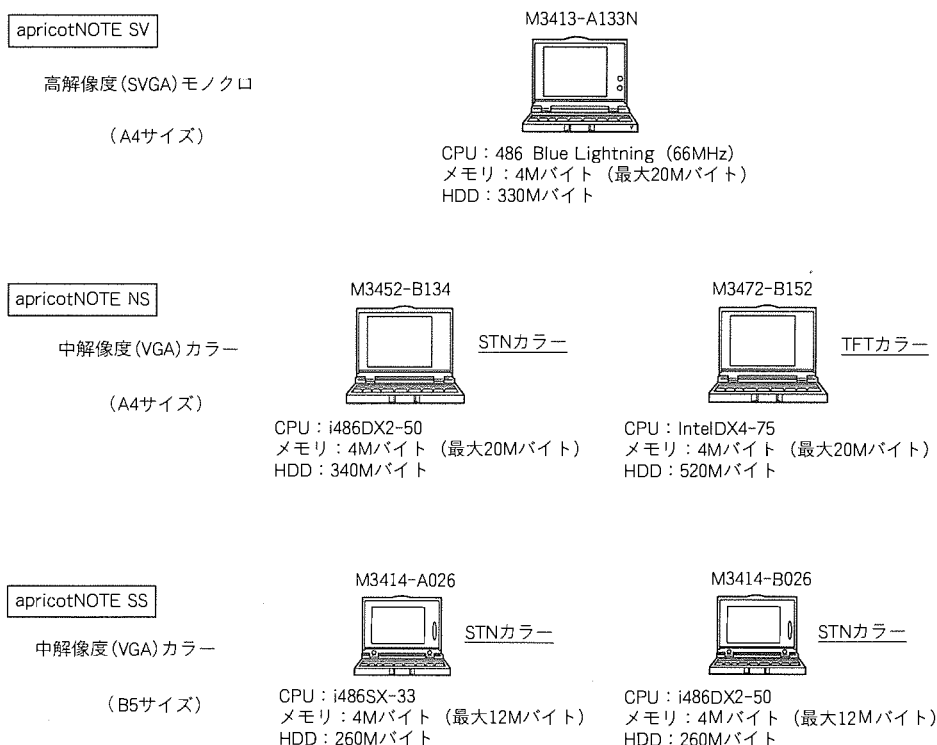 apricotNOTE SV
高解像度(SVGA)モノクロ
(A4サイズ)
M3413-A133N
CPU：486 Blue Lightning (66MHz)
メモリ：4Mバイト (最大20Mバイト)
HDD：330Mバイト
apricotNOTE NS
中解像度(VGA)カラー
(A4サイズ)
M3452-B134
STNカラー
CPU：i486DX2-50
メモリ：4Mバイト (最大20Mバイト)
HDD：340Mバイト
M3472-B152
TFTカラー
CPU：IntelDX4-75
メモリ：4Mバイト (最大20Mバイト)
HDD：520Mバイト
apricotNOTE SS
中解像度(VGA)カラー
(B5サイズ)
M3414-A026
STNカラー
CPU：i486SX-33
メモリ：4Mバイト (最大12Mバイト)
HDD：260Mバイト
M3414-B026
STNカラー
CPU：i486DX2-50
メモリ：4Mバイト (最大12Mバイト)
HDD：260Mバイト